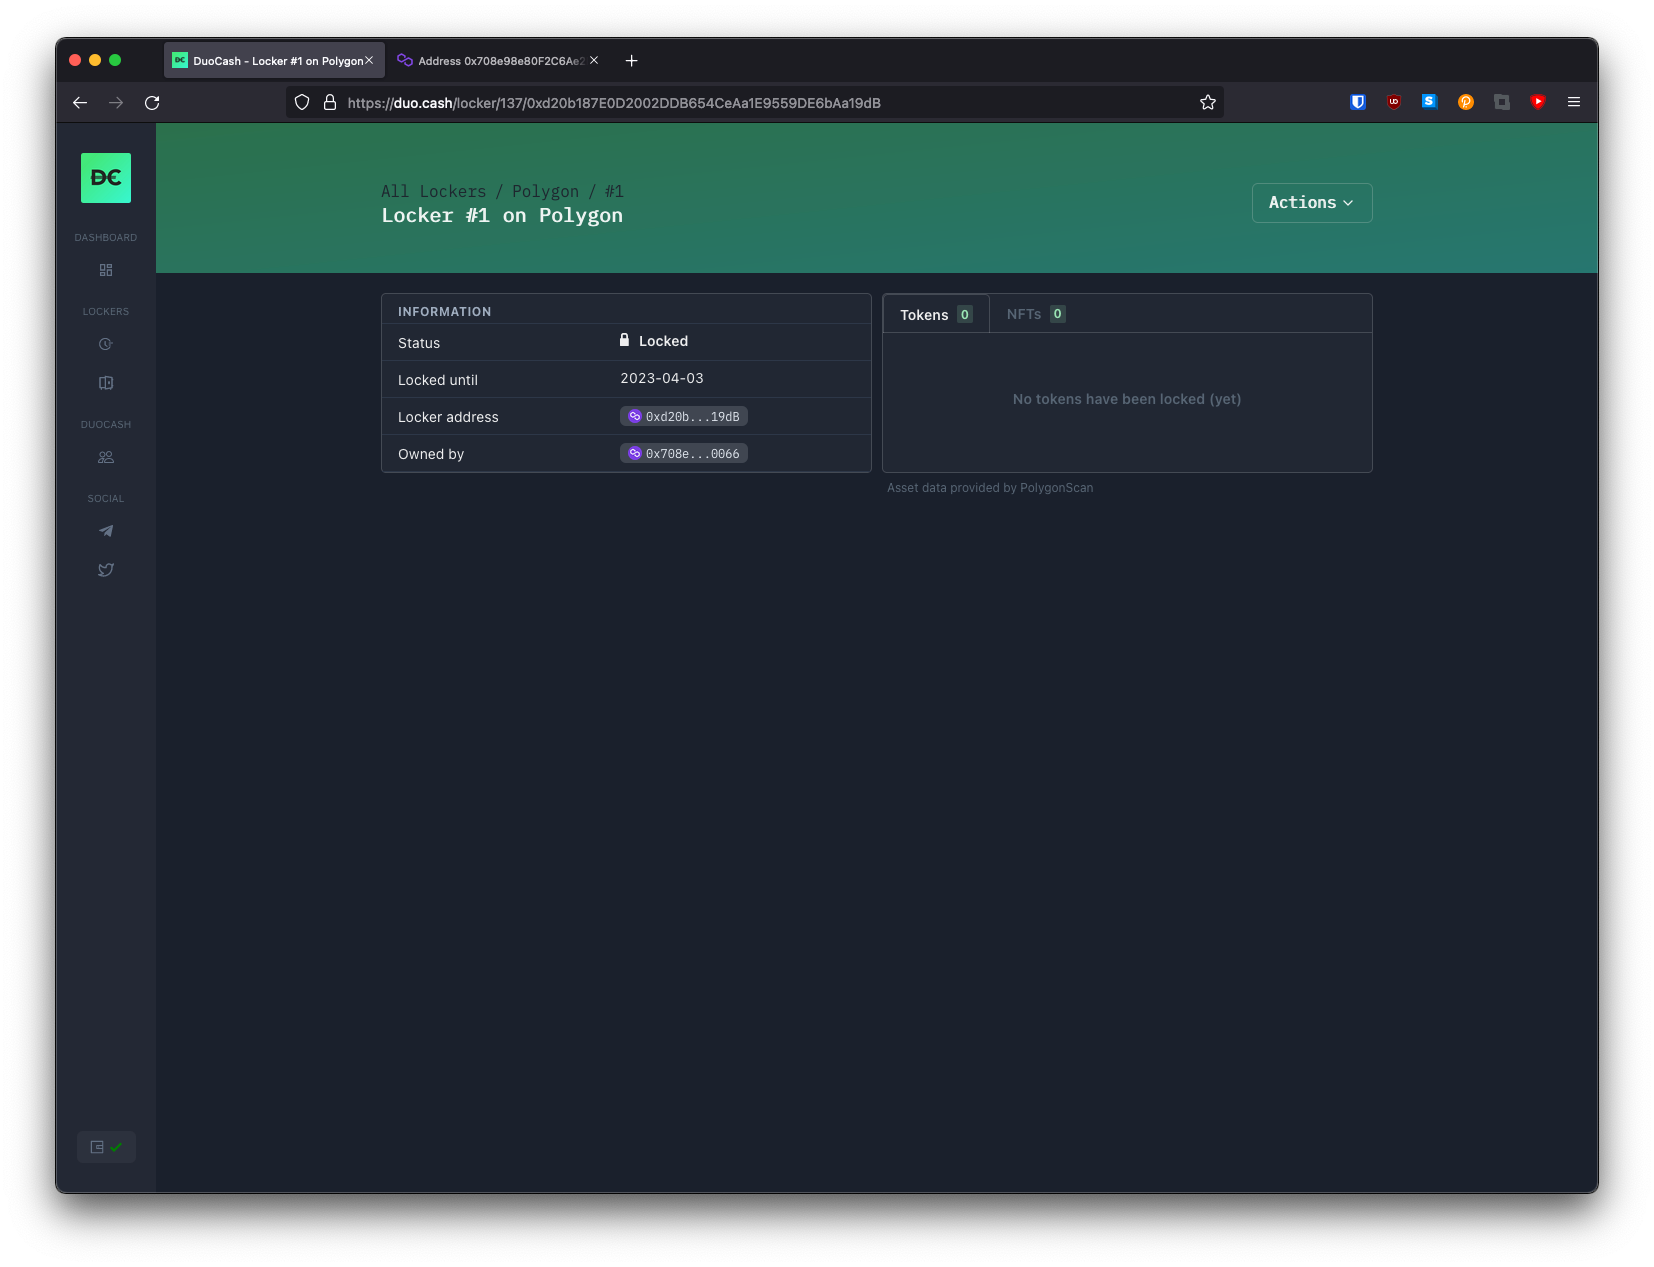 DuoCash - Locker #1 on Polygon
Address 0x708e98e80F2C6Ae2
https://duo.cash/locker/137/0xd20b187E0D2002DDB654CeAa1E9559DE6bAa19dB
DC
DASHBOARD
LOCKERS
DUOCASH
SOCIAL
All Lockers / Polygon / #1
Locker #1 on Polygon
Actions
INFORMATION
Status Locked
Locked until 2023-04-03
Locker address 0xd20b...19dB
Owned by 0x708e...0066
Tokens 0 NFTs 0
No tokens have been locked (yet)
Asset data provided by PolygonScan